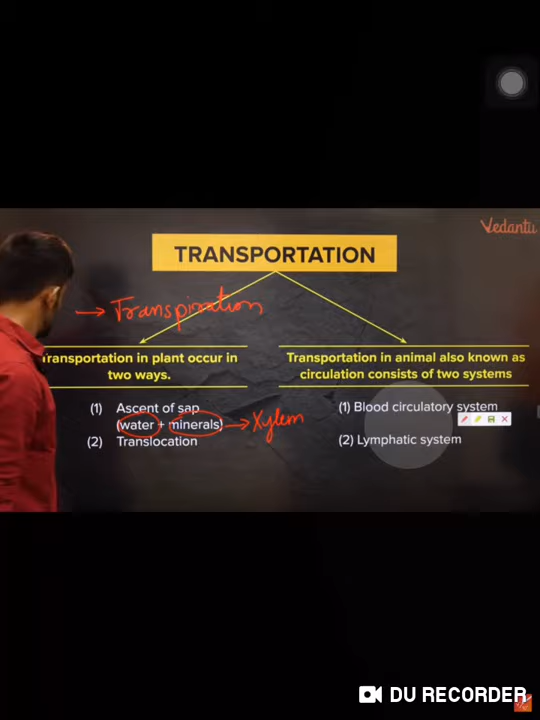 Vedantu
TRANSPORTATION
→ Transpiration
Transportation in plant occur in
two ways.
(1) Ascent of sap
(water + minerals) → Xylem
(2) Translocation
Transportation in animal also known as
circulation consists of two systems
(1) Blood circulatory system
(2) Lymphatic system
DU RECORDER